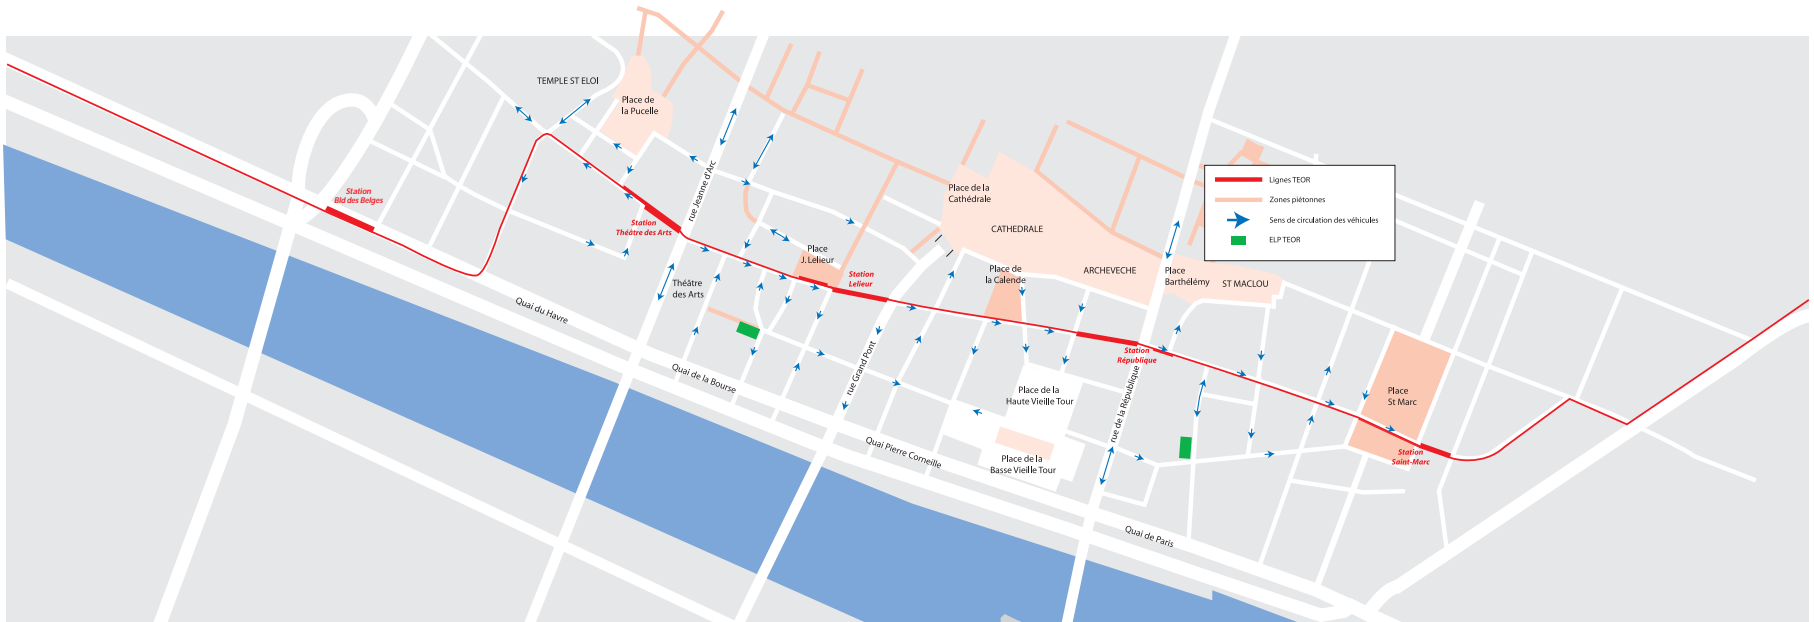 TEMPLE ST ELOI
Place de
la Pucelle
Station
Bld des Belges
rue Jeanne d'Arc
Station
Théâtre des Arts
Place de la
Cathédrale
CATHEDRALE
Place
J. Lelieur
Station
Lelieur
Place de
la Calende
ARCHEVECHE
Place
Barthélémy
ST MACLOU
Lignes TEOR
Zones piétonnes
Sens de circulation des véhicules
ELP TEOR
Théâtre
des Arts
Quai du Havre
Quai de la Bourse
rue Grand Pont
Station
République
Place de la
Haute Vieille Tour
rue de la République
Place
St Marc
Quai Pierre Corneille
Place de la
Basse Vieille Tour
Station
Saint-Marc
Quai de Paris